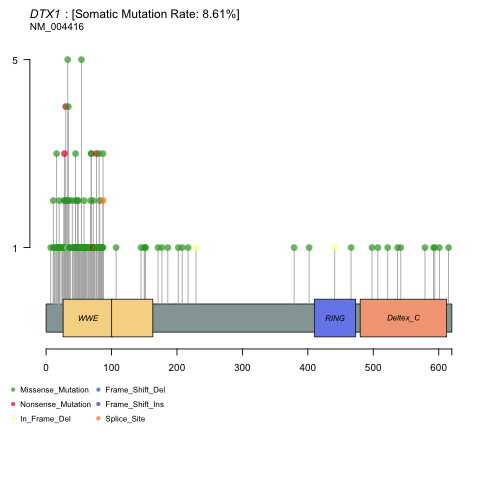 DTX1 : [Somatic Mutation Rate: 8.61%]
NM_004416
5
1
WWE
RING
Deltex_C
0 100 200 300 400 500 600
Missense_Mutation Frame_Shift_Del
Nonsense_Mutation Frame_Shift_Ins
In_Frame_Del Splice_Site